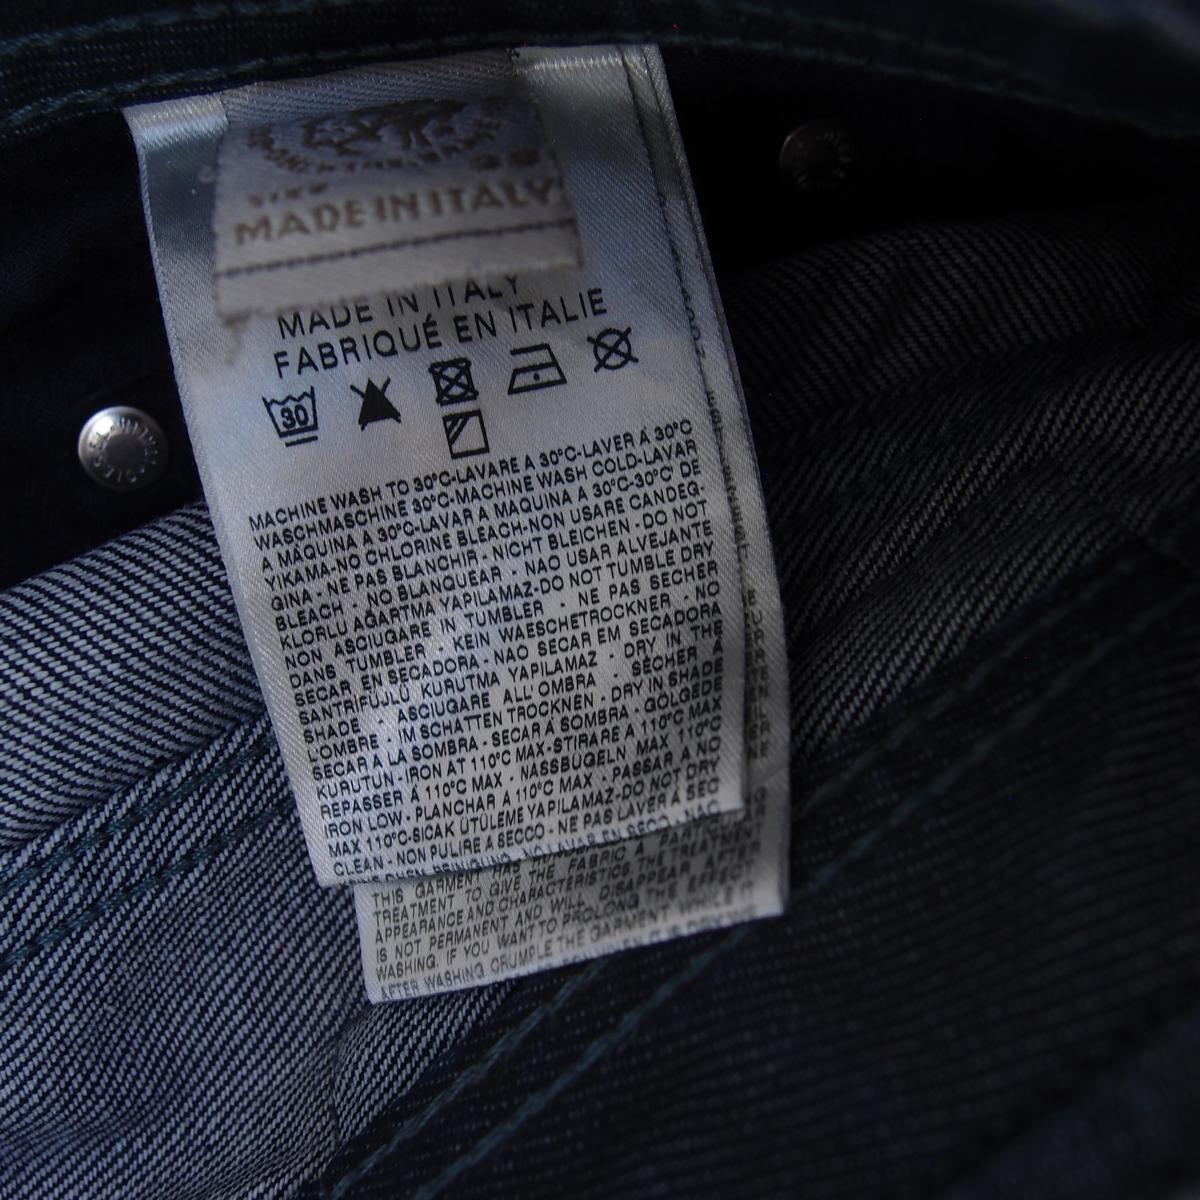 MADE IN ITALY
MADE IN ITALY
FABRIQUÉ EN ITALIE
30
MACHINE WASH TO 30°C-LAVARE A 30°C-LAVER Á 30°C
WASCHMASCHINE 30°C-MACHINE WASH COLD-LAVAR
A MÁQUINA A 30°C-LAVAR A MAQUINA A 30°C-30°C' DE
YIKAMA-NO CHLORINE BLEACH-NON USARE CANDEG-
GINA - NE PAS BLANCHIR - NICHT BLEICHEN - DO NOT
BLEACH - NO BLANQUEAR - NAO USAR ALVEJANTE
KLORLU AGARTMA YAPILAMAZ-DO NOT TUMBLE DRY
NON ASCIUGARE IN TUMBLER - NE PAS SECHER
DANS TUMBLER - KEIN WAESCHETROCKNER - NO
SECAR EN SECADORA - NAO SECAR EM SECADORA
SANTRIFUJLÜ KURUTMA YAPILAMAZ - DRY IN THE
SHADE - ASCIUGARE ALL'OMBRA - SÉCHER Á
L'OMBRE - IM SCHATTEN TROCKNEN - DRY IN SHADE
SECAR A LA SOMBRA - SECAR Á SOMBRA - GÖLGEDE
KURUTUN - IRON AT 110°C MAX-STIRARE A 110°C MAX
REPASSER Á 110°C MAX - NASSBÜGELN MAX 110°C
IRON LOW - PLANCHAR A 110°C MAX - PASSAR A NO
MAX 110°C-SICAK ÜTÜLEME YAPILAMAZ-DO NOT DRY
CLEAN - NON PULIRE A SECCO - NE PAS LAVER Á SEC
THIS GARMENT HAS A PARTICULAR
TREATMENT TO GIVE THE FABRIC A
APPEARANCE AND CHARACTERISTICS. THE TREATMENT
IS NOT PERMANENT AND WILL DISAPPEAR AFTER
WASHING. IF YOU WANT TO PROLONG THE EFFECT
AFTER WASHING CRUMPLE THE GARMENT WHILE